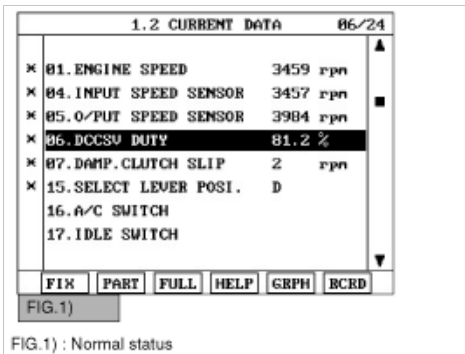 1.2 CURRENT DATA 06/24
× 01.ENGINE SPEED 3459 rpm
× 04.INPUT SPEED SENSOR 3457 rpm
× 05.O/PUT SPEED SENSOR 3984 rpm
× 06.DCCSV DUTY 81.2 %
× 07.DAMP.CLUTCH SLIP 2 rpm
× 15.SELECT LEVER POSI. D
16.A/C SWITCH
17.IDLE SWITCH
FIX PART FULL HELP GRPH RCRD
FIG.1)
FIG.1) : Normal status